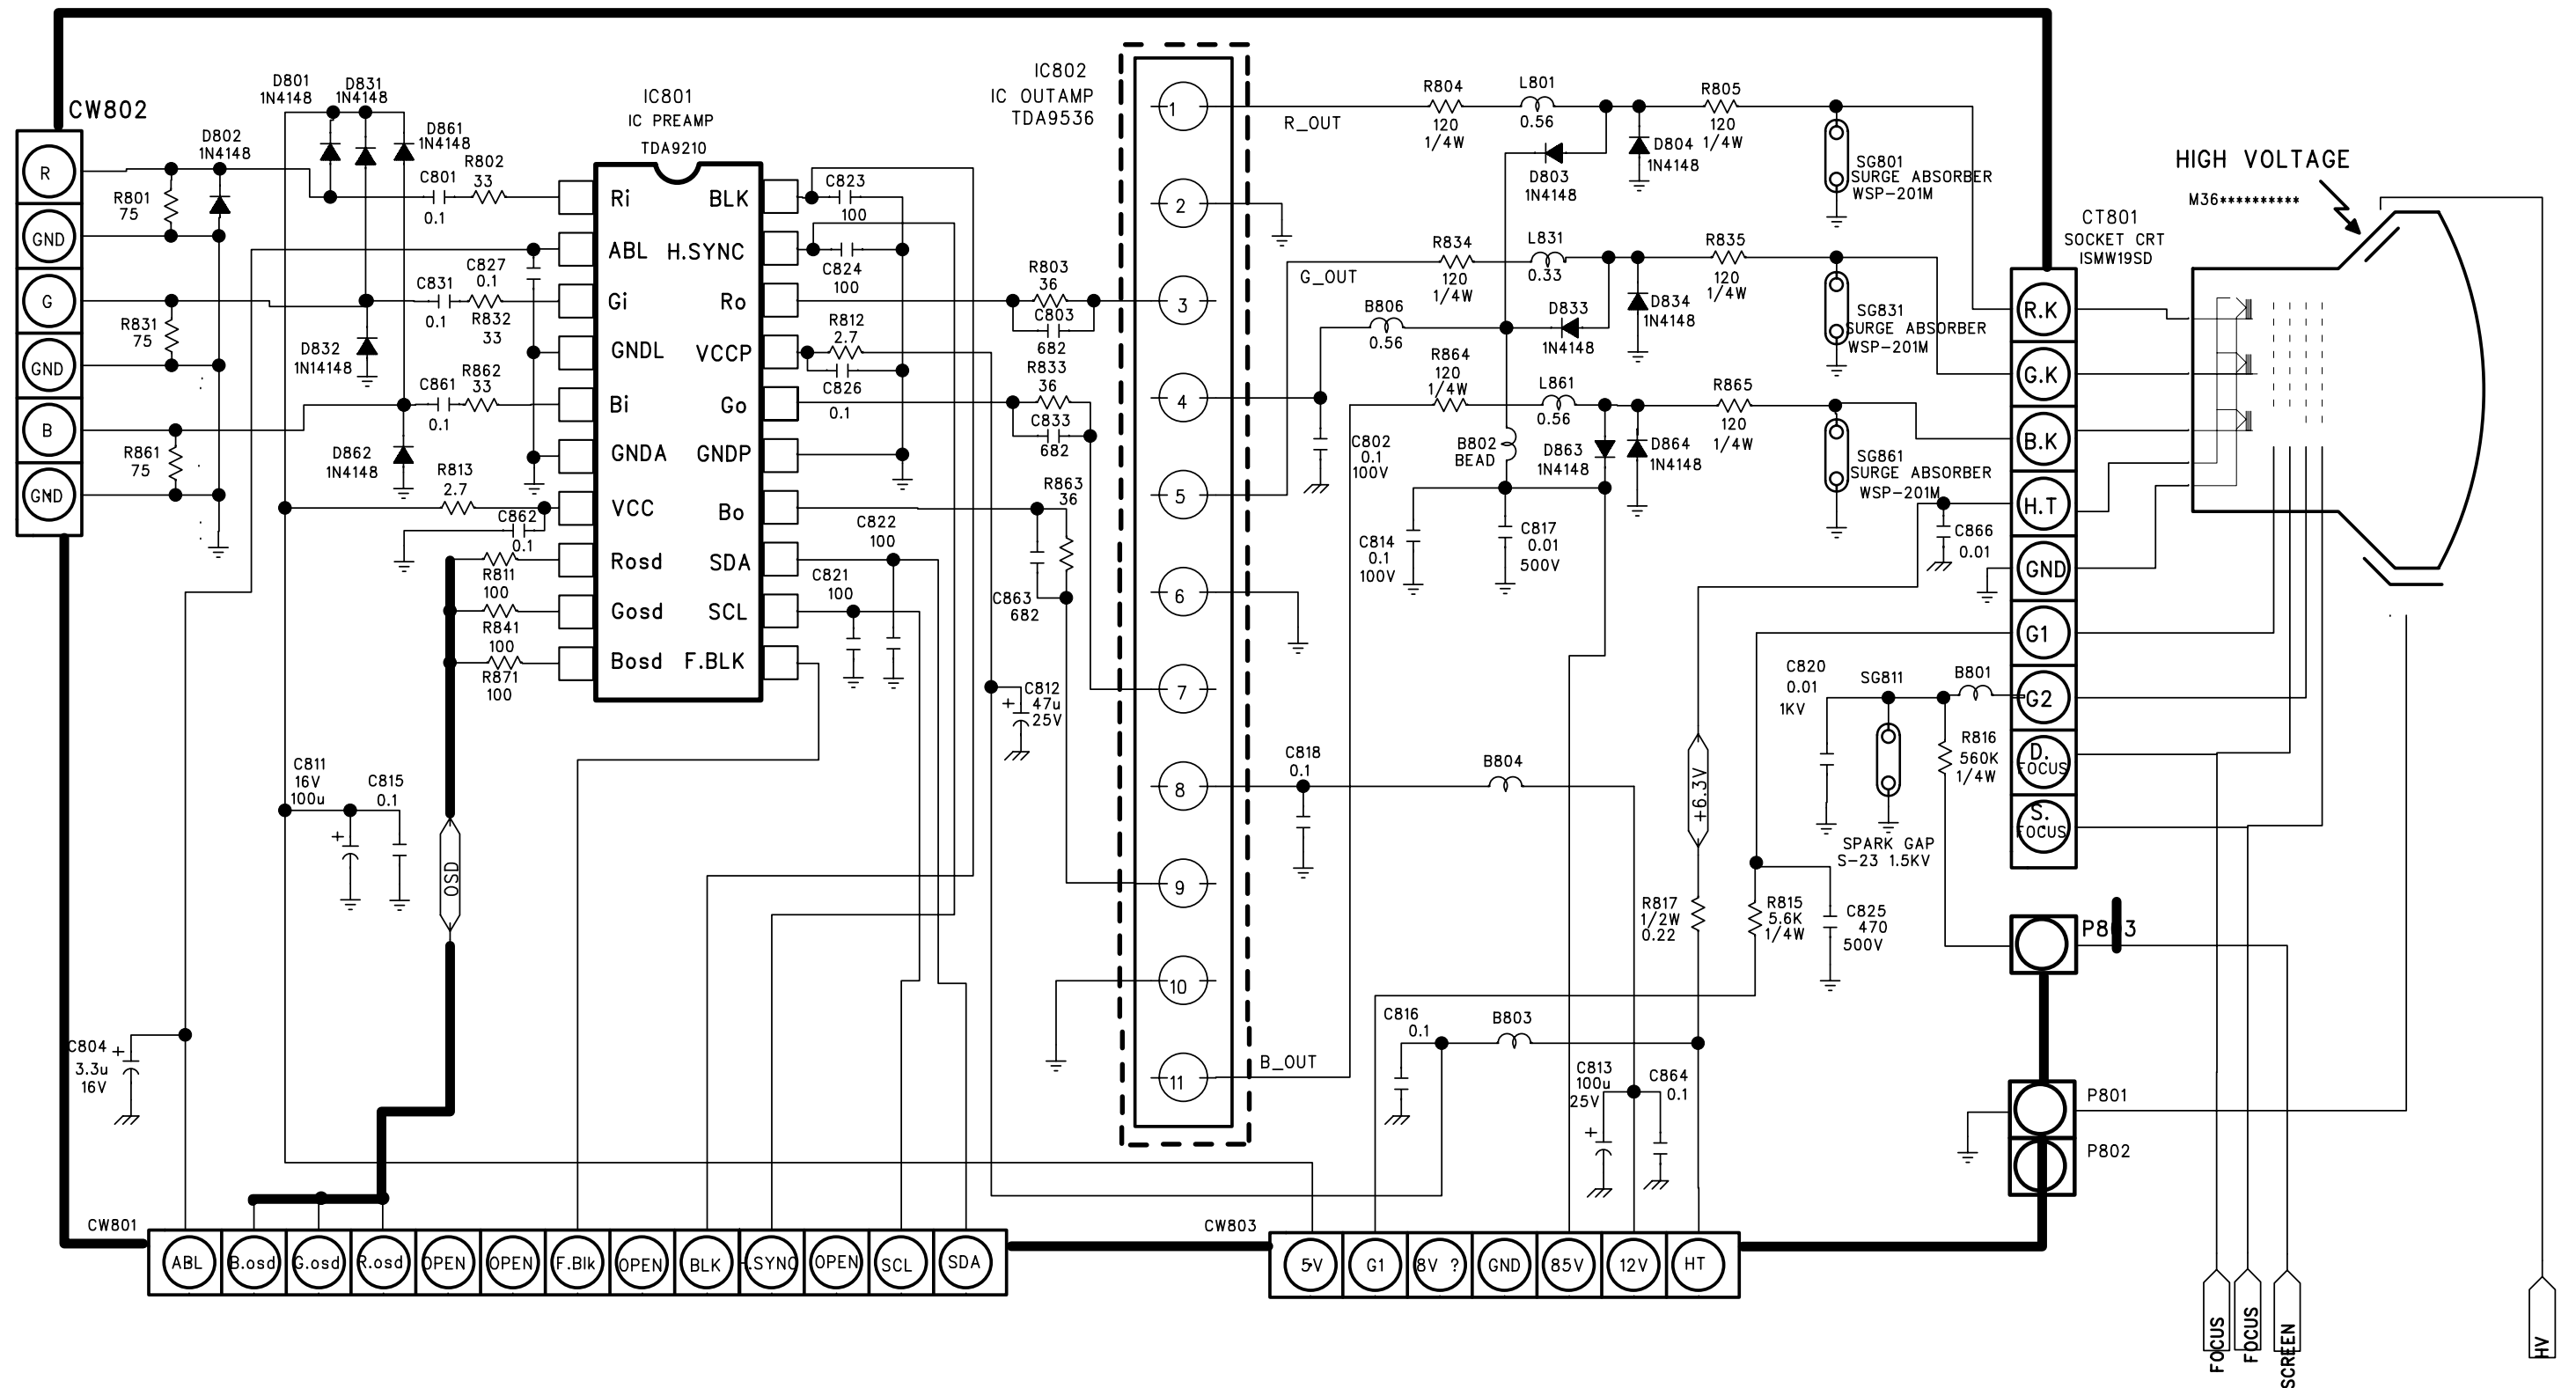 CW802
R
GND
G
GND
B
GND
R801
75
D802
1N4148
R831
75
R861
75
D801
1N4148
D831
1N4148
D861
1N4148
R802
33
C801
0.1
C827
0.1
C831
0.1
R832
33
D832
1N14148
R862
33
C861
0.1
D862
1N4148
R813
2.7
C862
0.1
R811
100
R841
100
R871
100
IC801
IC PREAMP
TDA9210
Ri
ABL
Gi
GNDL
Bi
GNDA
VCC
Rosd
Gosd
Bosd
BLK
H.SYNC
Ro
VCCP
Go
GNDP
Bo
SDA
SCL
F.BLK
C823
100
C824
100
R812
2.7
C826
0.1
C822
100
C821
100
R803
36
C803
682
R833
36
C833
682
R863
36
C863
682
C812
47u
25V
+
C811
16V
100u
+
C815
0.1
OSD
C804
3.3u
16V
+
IC802
IC OUTAMP
TDA9536
1
2
3
4
5
6
7
8
9
10
11
R_OUT
G_OUT
B_OUT
R804
120
1/4W
L801
0.56
D803
1N4148
D804
1N4148
R805
120
1/4W
SG801
SURGE ABSORBER
WSP-201M
R834
120
1/4W
L831
0.33
B806
0.56
D833
1N4148
D834
1N4148
R835
120
1/4W
SG831
SURGE ABSORBER
WSP-201M
R864
120
1/4W
L861
0.56
C802
0.1
100V
B802
BEAD
D863
1N4148
D864
1N4148
R865
120
1/4W
SG861
SURGE ABSORBER
WSP-201M
C814
0.1
100V
C817
0.01
500V
C866
0.01
C818
0.1
B804
+6.3V
C820
0.01
1KV
SG811
B801
R816
560K
1/4W
SPARK GAP
S-23 1.5KV
R817
1/2W
0.22
R815
5.6K
1/4W
C825
470
500V
C816
0.1
B803
C813
100u
25V
+
C864
0.1
CT801
SOCKET CRT
ISMW19SD
R.K
G.K
B.K
H.T
GND
G1
G2
D.
FOCUS
S.
FOCUS
HIGH VOLTAGE
M36**********
P803
P801
P802
CW801
ABL
B.osd
G.osd
R.osd
OPEN
OPEN
F.Blk
OPEN
BLK
H.SYNC
OPEN
SCL
SDA
CW803
5V
G1
8V ?
GND
85V
12V
HT
FOCUS
FOCUS
SCREEN
HV